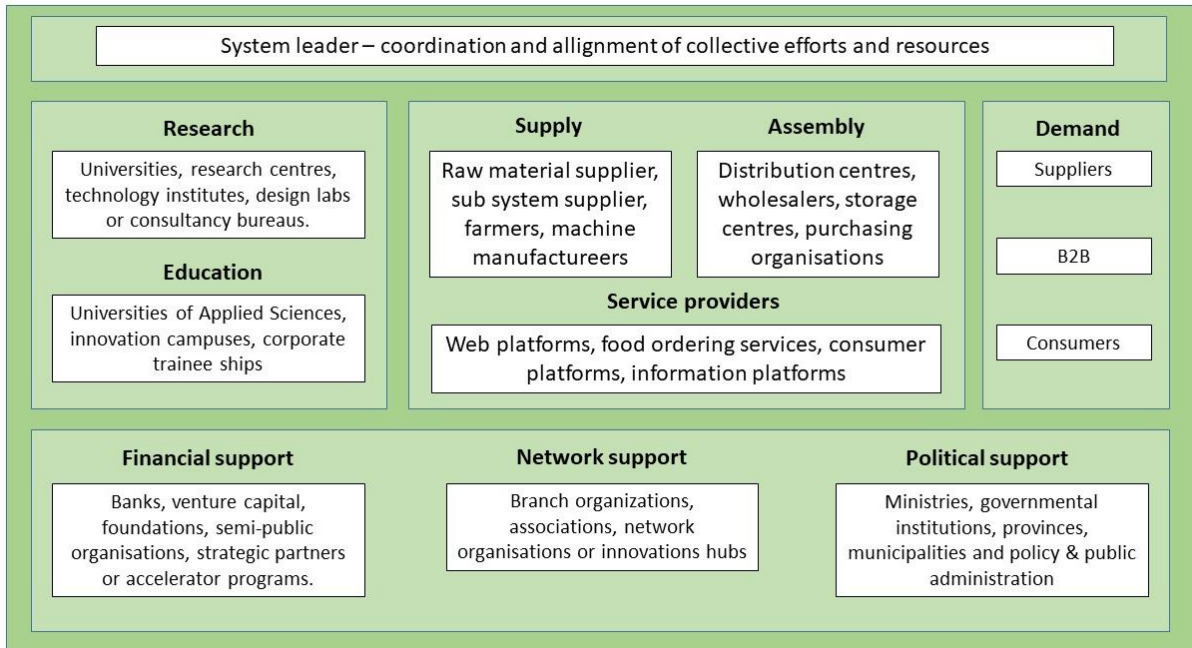 System leader – coordination and allignment of collective efforts and resources
Research
Universities, research centres,
technology institutes, design labs
or consultancy bureaus.
Education
Universities of Applied Sciences,
innovation campuses, corporate
trainee ships
Supply
Raw material supplier,
sub system supplier,
farmers, machine
manufactureers
Assembly
Distribution centres,
wholesalers, storage
centres, purchasing
organisations
Service providers
Web platforms, food ordering services, consumer
platforms, information platforms
Demand
Suppliers
B2B
Consumers
Financial support
Banks, venture capital,
foundations, semi-public
organisations, strategic partners
or accelerator programs.
Network support
Branch organizations,
associations, network
organisations or innovations hubs
Political support
Ministries, governmental
institutions, provinces,
municipalities and policy & public
administration